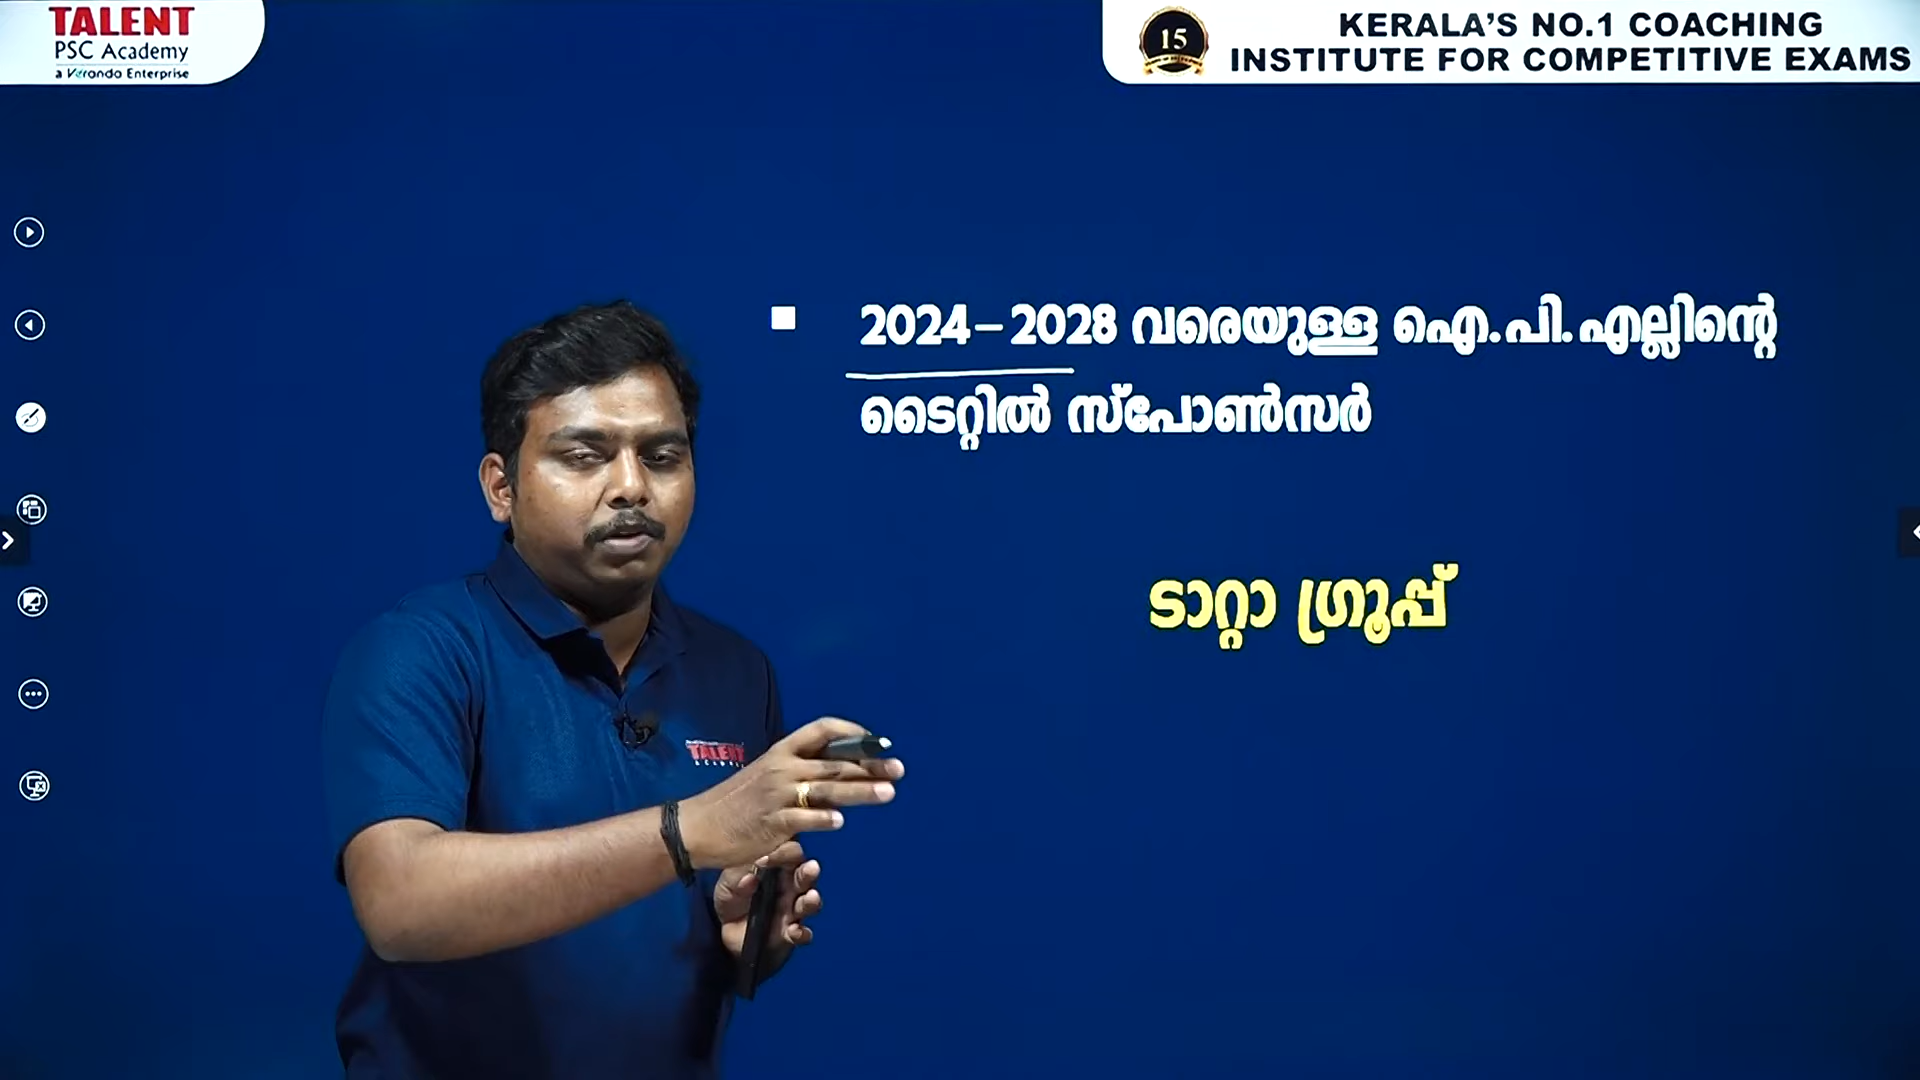 TALENT
PSC Academy
a Veranda Enterprise
15
KERALA'S NO.1 COACHING
INSTITUTE FOR COMPETITIVE EXAMS
2024–2028 വരെയുള്ള ഐ.പി.എല്ലിന്റെ
ടൈറ്റിൽ സ്പോൺസർ
ടാറ്റാ ഗ്രൂപ്പ്
TALENT